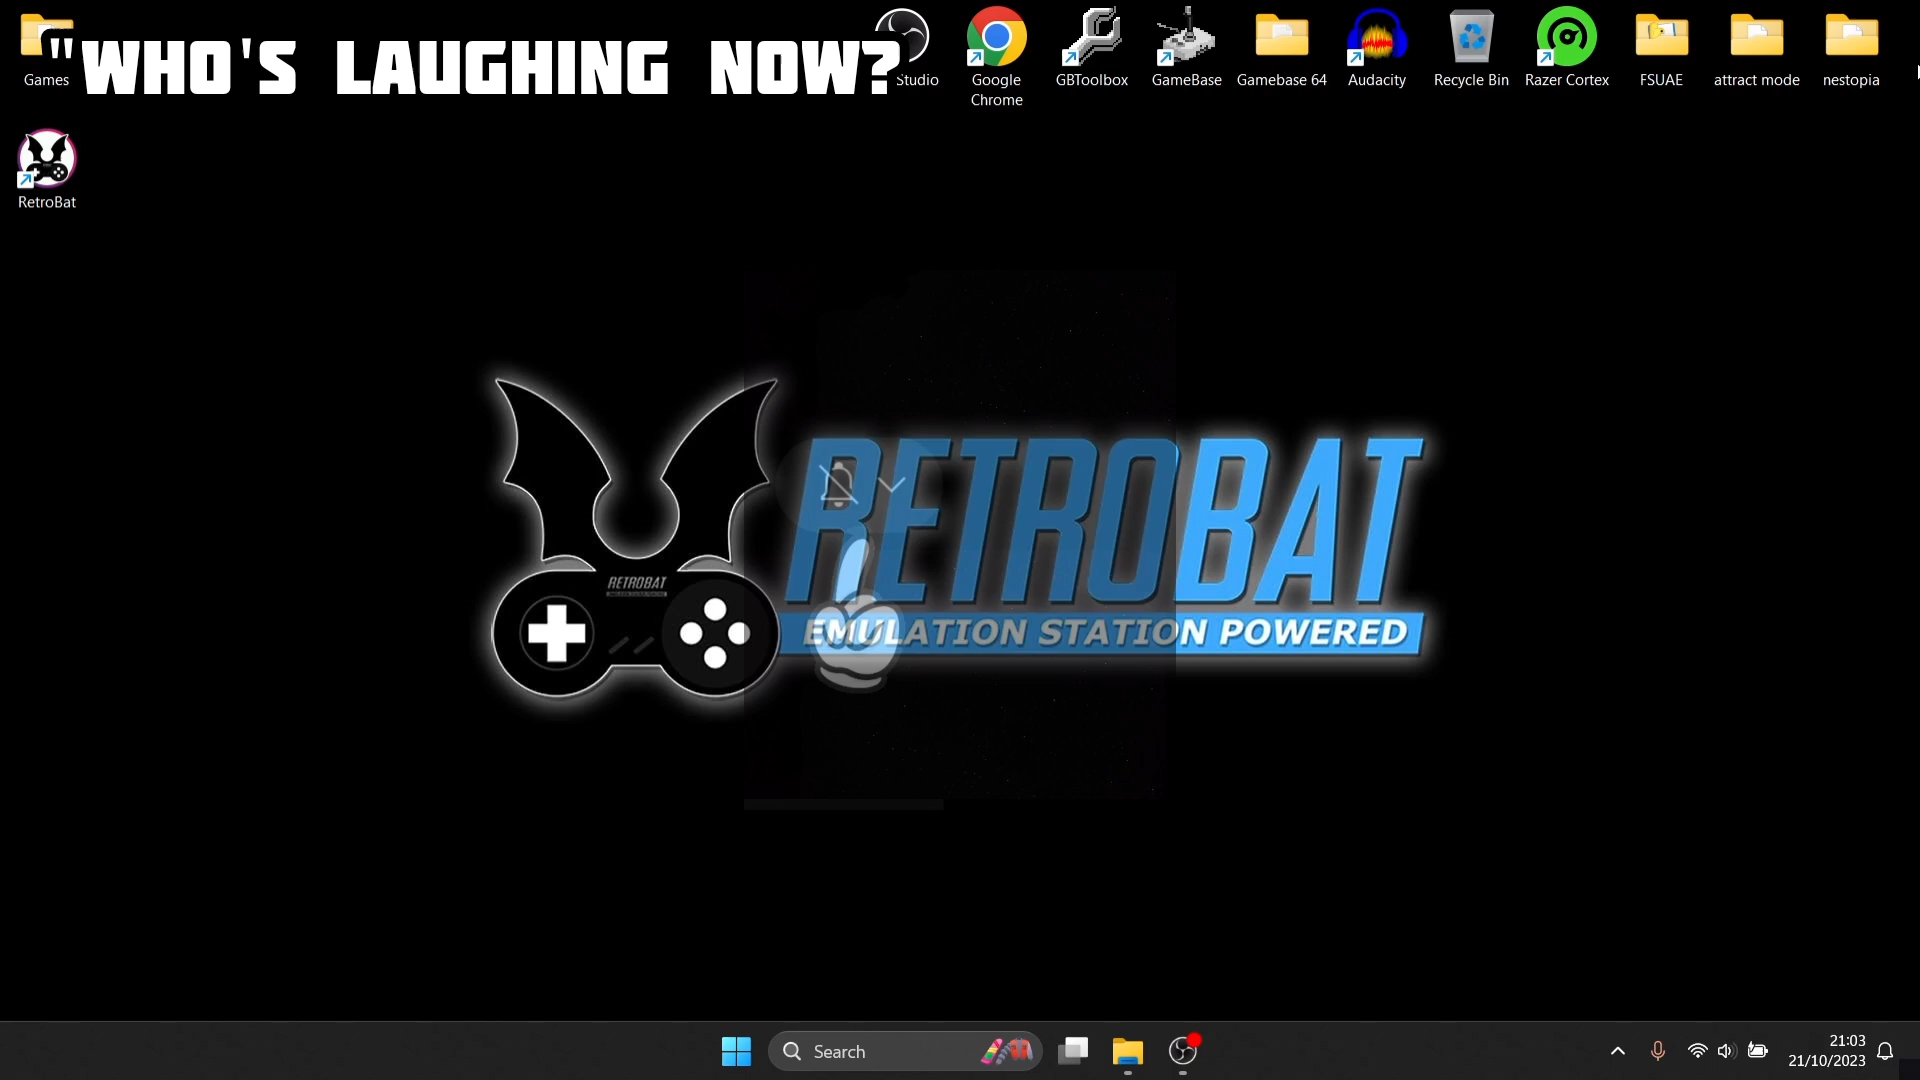 "WHO'S LAUGHING NOW?
Games
Studio
Google
Chrome
GBToolbox
GameBase
Gamebase 64
Audacity
Recycle Bin
Razer Cortex
FSUAE
attract mode
nestopia
RetroBat
RETROBAT
RETROBAT
EMULATION STATION POWERED
Search
21:03
21/10/2023